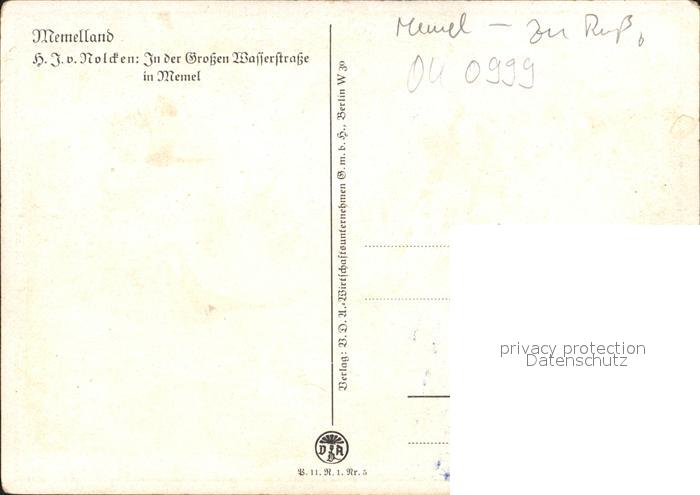 Memelland
H. J. v. Nolcken: In der Großen Wasserstraße
in Memel
Memel — zu Ruß,
OU 0999
Verlag: V. D. A.-Wirtschaftsunternehmen G. m. b. H., Berlin W 30
privacy protection
Datenschutz
V D A
P. 11, R. 1. Nr. 5